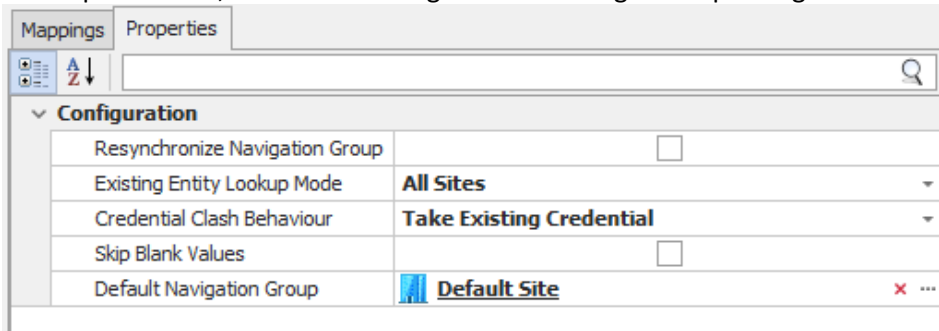 Mappings Properties
A
Z
Configuration
Resynchronize Navigation Group
Existing Entity Lookup Mode All Sites
Credential Clash Behaviour Take Existing Credential
Skip Blank Values
Default Navigation Group Default Site